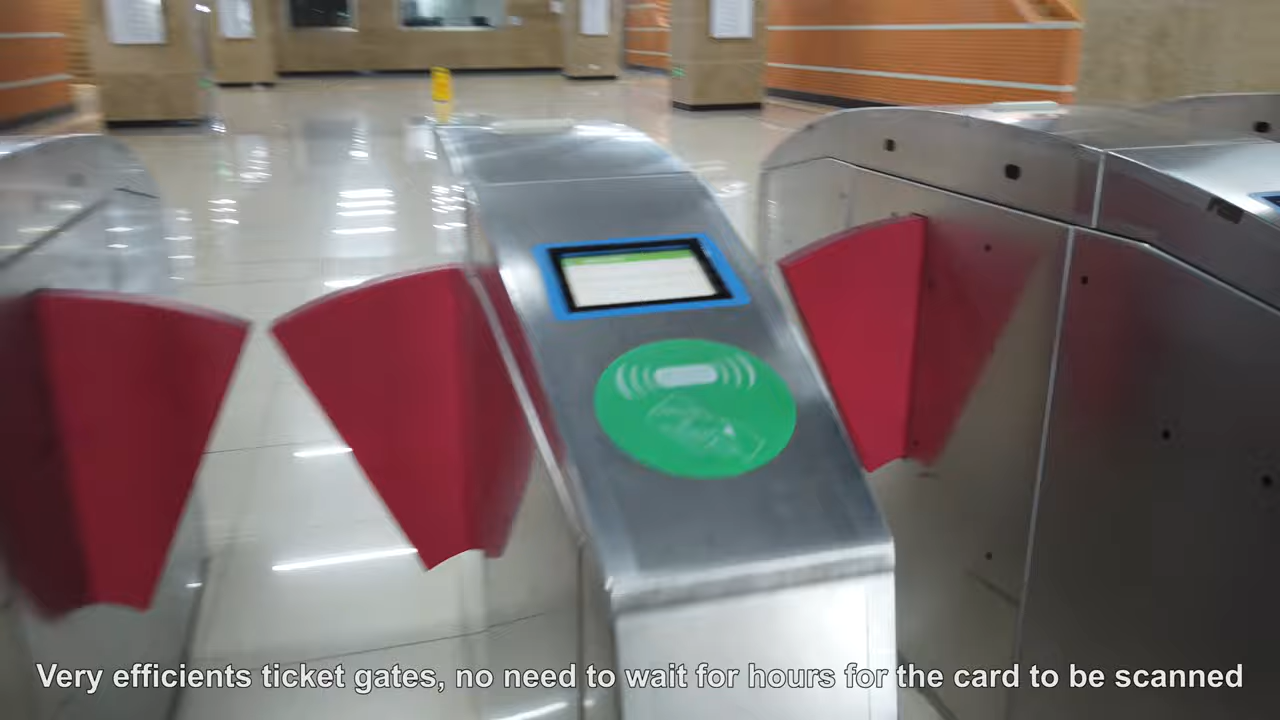 Very efficients ticket gates, no need to wait for hours for the card to be scanned